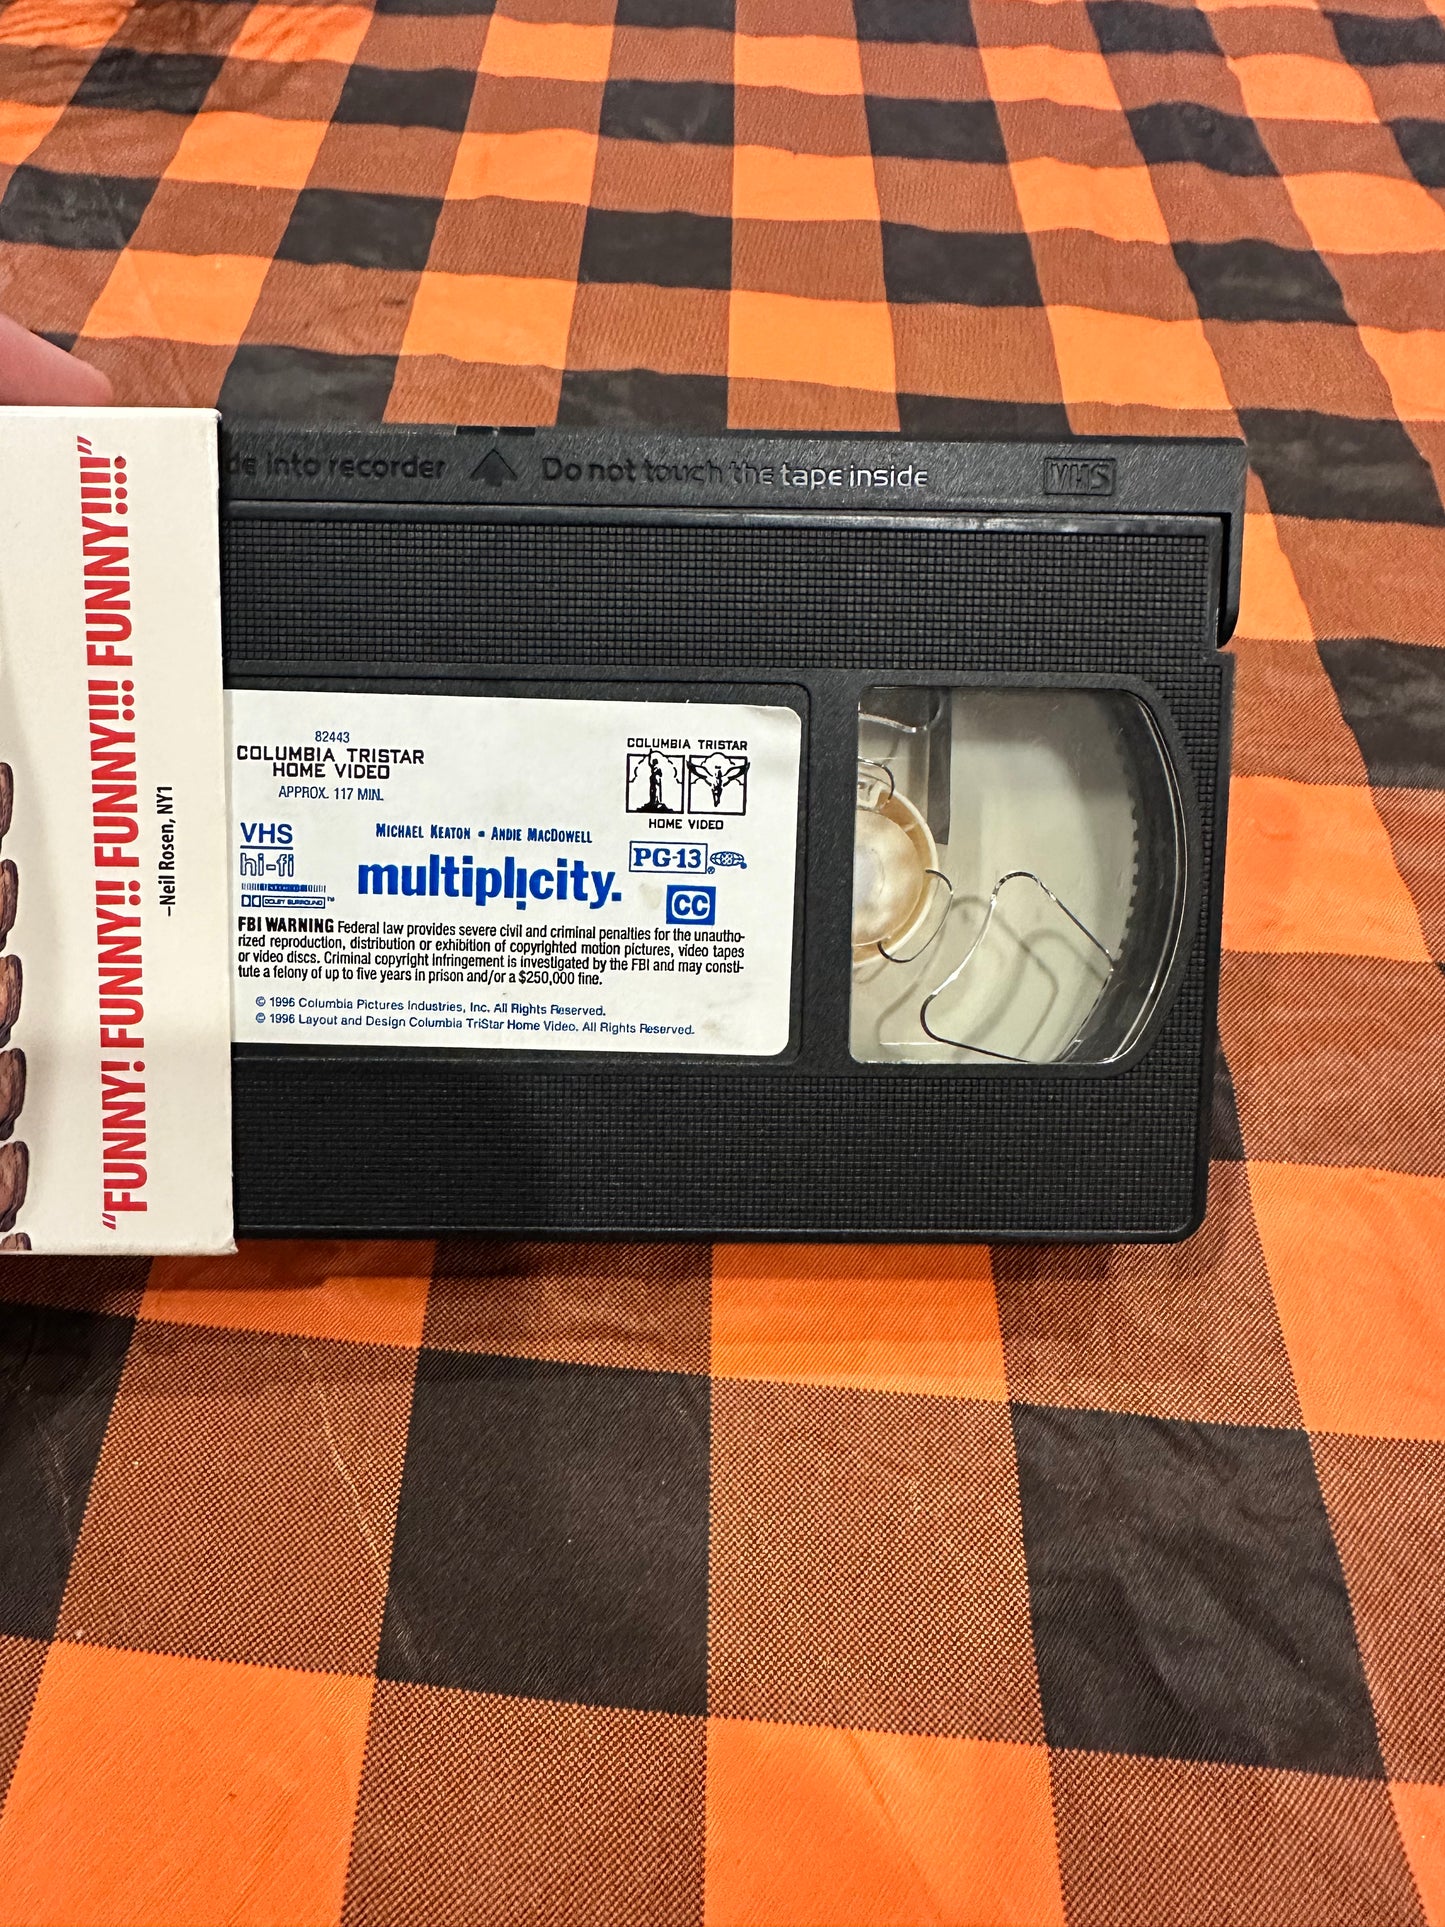 de into recorder
Do not touch the tape inside
VHS
"FUNNY! FUNNY!! FUNNY!!! FUNNY!!!!"
–Neil Rosen, NY1
82443
COLUMBIA TRISTAR
HOME VIDEO
APPROX. 117 MIN.
VHS
hi-fi
DOLBY SURROUND
TM
COLUMBIA TRISTAR
HOME VIDEO
MICHAEL KEATON ANDIE MACDOWELL
multiplicity.
PG-13®
CC
FBI WARNING Federal law provides severe civil and criminal penalties for the unautho-
rized reproduction, distribution or exhibition of copyrighted motion pictures, video tapes
or video discs. Criminal copyright infringement is investigated by the FBI and may consti-
tute a felony of up to five years in prison and/or a $250,000 fine.
© 1996 Columbia Pictures Industries, Inc. All Rights Reserved.
© 1996 Layout and Design Columbia TriStar Home Video. All Rights Reserved.